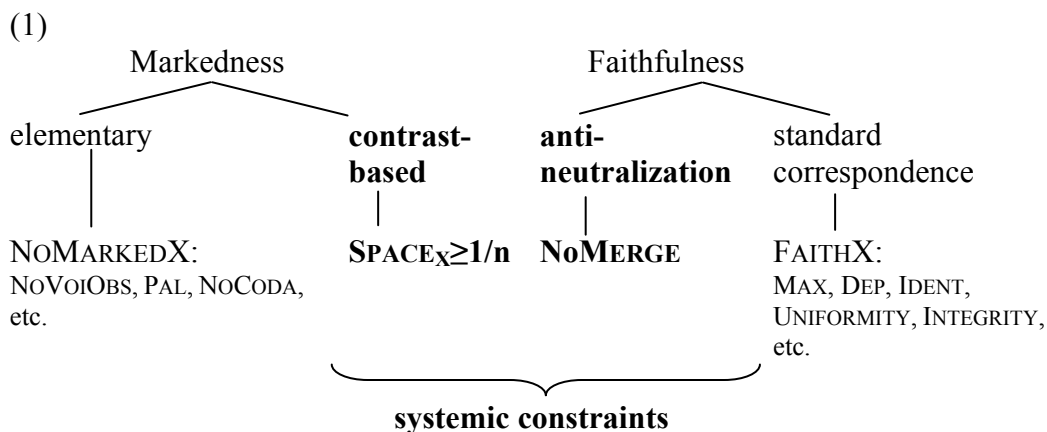 (1)
Markedness Faithfulness
elementary contrast- anti- standard
based neutralization correspondence
NOMARKEDX: SPACEX≥1/n NOMERGE FAITHX:
NOVOIOBS, PAL, NOCODA, MAX, DEP, IDENT,
etc. UNIFORMITY, INTEGRITY,
etc.
systemic constraints